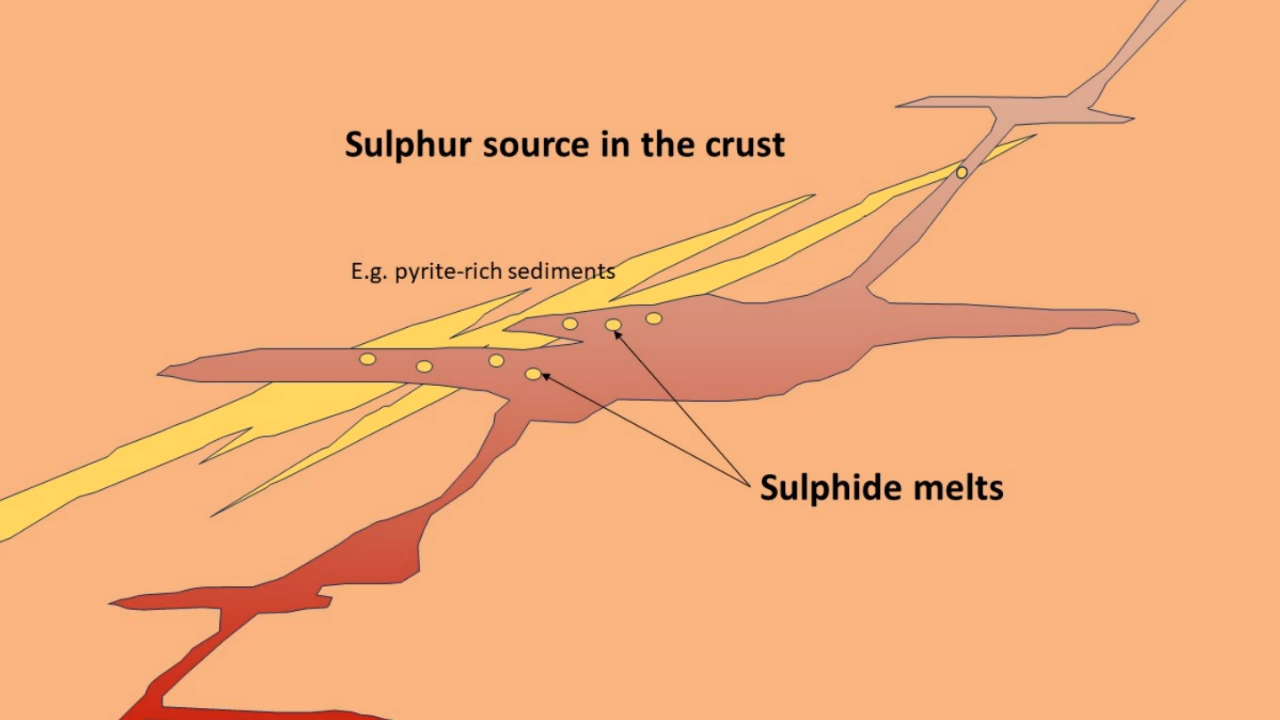 Sulphur source in the crust
E.g. pyrite-rich sediments
Sulphide melts